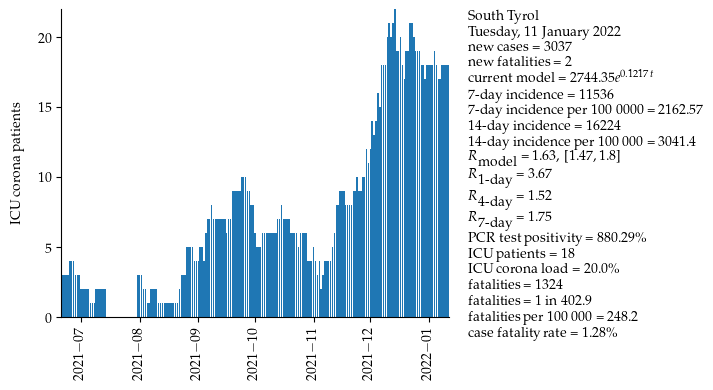 South Tyrol
Tuesday, 11 January 2022
new cases = 3037
new fatalities = 2
current model = 2744.35e^{0.1217 t}
7-day incidence = 11536
7-day incidence per 100 0000 = 2162.57
14-day incidence = 16224
14-day incidence per 100 000 = 3041.4
R_model = 1.63, [1.47, 1.8]
R_1-day = 3.67
R_4-day = 1.52
R_7-day = 1.75
PCR test positivity = 880.29%
ICU patients = 18
ICU corona load = 20.0%
fatalities = 1324
fatalities = 1 in 402.9
fatalities per 100 000 = 248.2
case fatality rate = 1.28%
ICU corona patients
20
15
10
5
0
2021−07
2021−08
2021−09
2021−10
2021−11
2021−12
2022−01